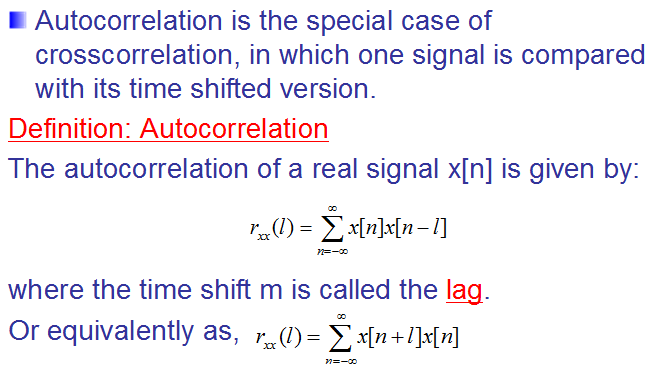 Autocorrelation is the special case of
crosscorrelation, in which one signal is compared
with its time shifted version.
Definition: Autocorrelation
The autocorrelation of a real signal x[n] is given by:
r_{xx}(l) = \sum_{n=-\infty}^{\infty} x[n]x[n-l]
where the time shift m is called the lag.
Or equivalently as, r_{xx}(l) = \sum_{n=-\infty}^{\infty} x[n+l]x[n]